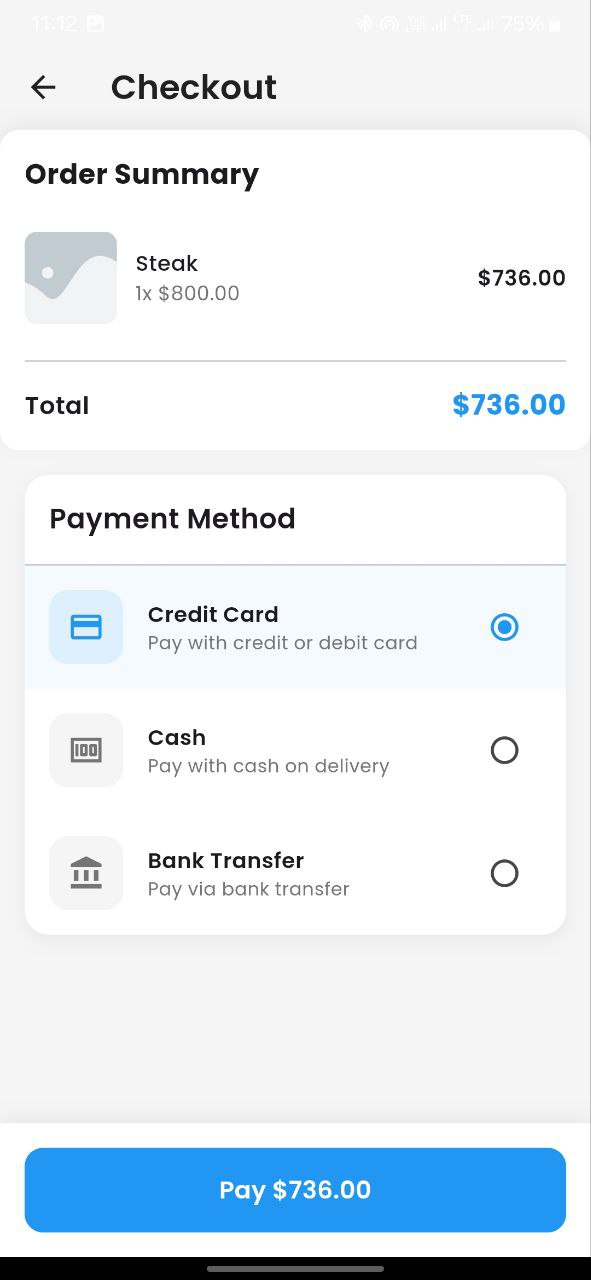 11:12
75%
Checkout
Order Summary
Steak
1x $800.00
$736.00
Total
$736.00
Payment Method
Credit Card
Pay with credit or debit card
100
Cash
Pay with cash on delivery
Bank Transfer
Pay via bank transfer
Pay $736.00